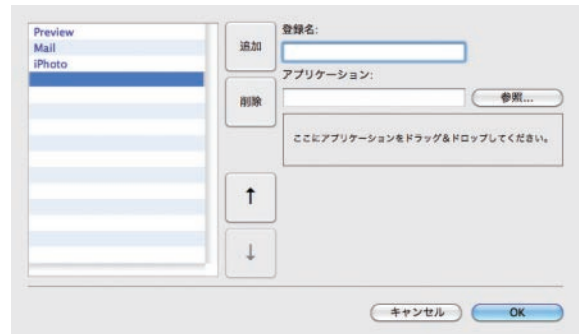 Preview
Mail
iPhoto
追加
削除
↑
↓
登録名:
アプリケーション:
参照...
ここにアプリケーションをドラッグ&ドロップしてください。
キャンセル
OK